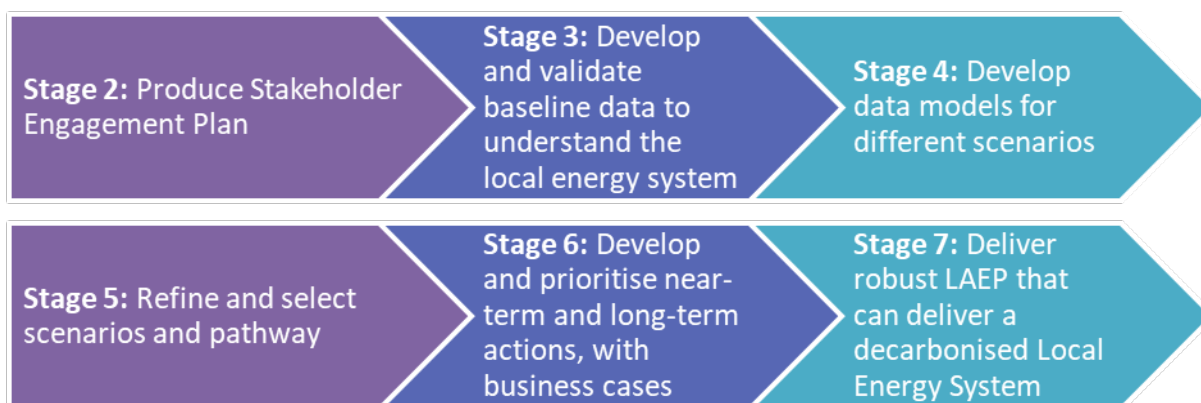 Stage 2: Produce Stakeholder
Engagement Plan
Stage 3: Develop
and validate
baseline data to
understand the
local energy system
Stage 4: Develop
data models for
different scenarios
Stage 5: Refine and select
scenarios and pathway
Stage 6: Develop
and prioritise near-
term and long-term
actions, with
business cases
Stage 7: Deliver
robust LAEP that
can deliver a
decarbonised Local
Energy System